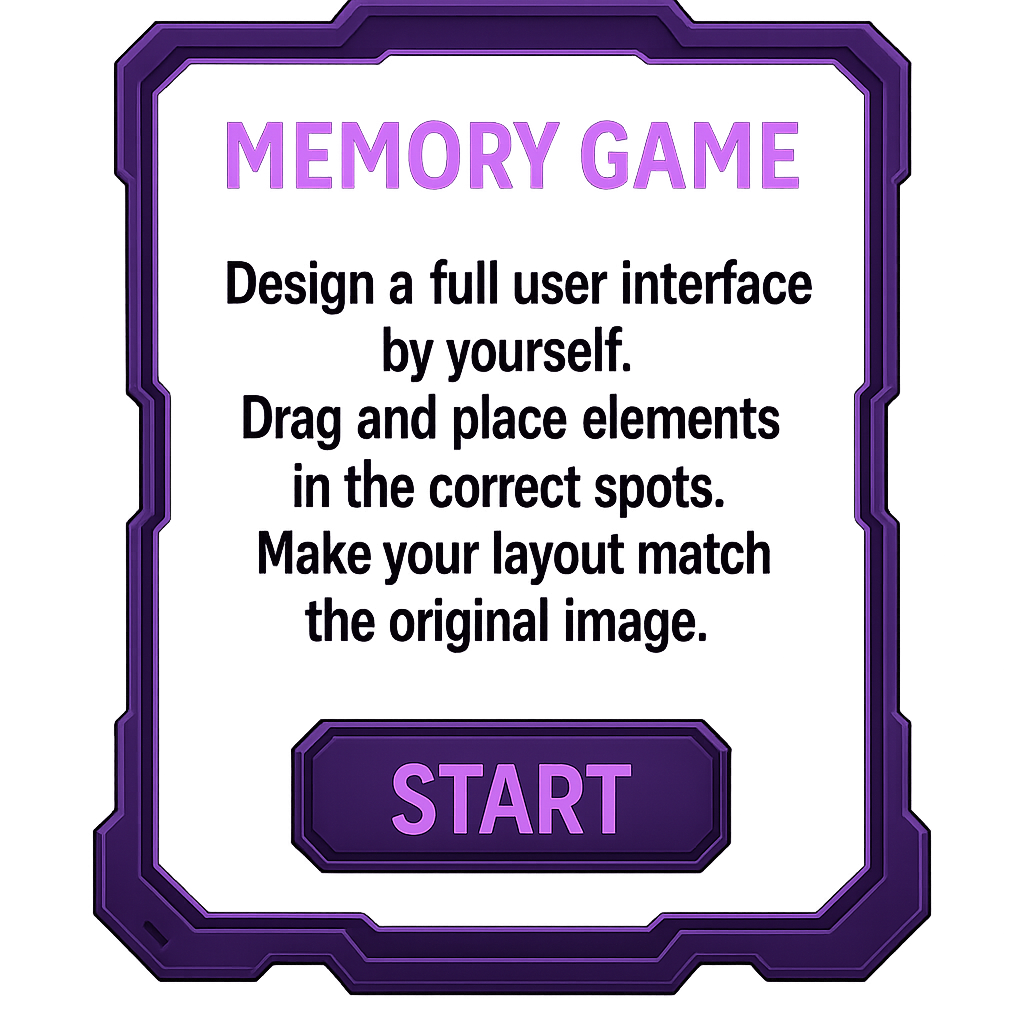 MEMORY GAME
Design a full user interface
by yourself.
Drag and place elements
in the correct spots.
Make your layout match
the original image.
START